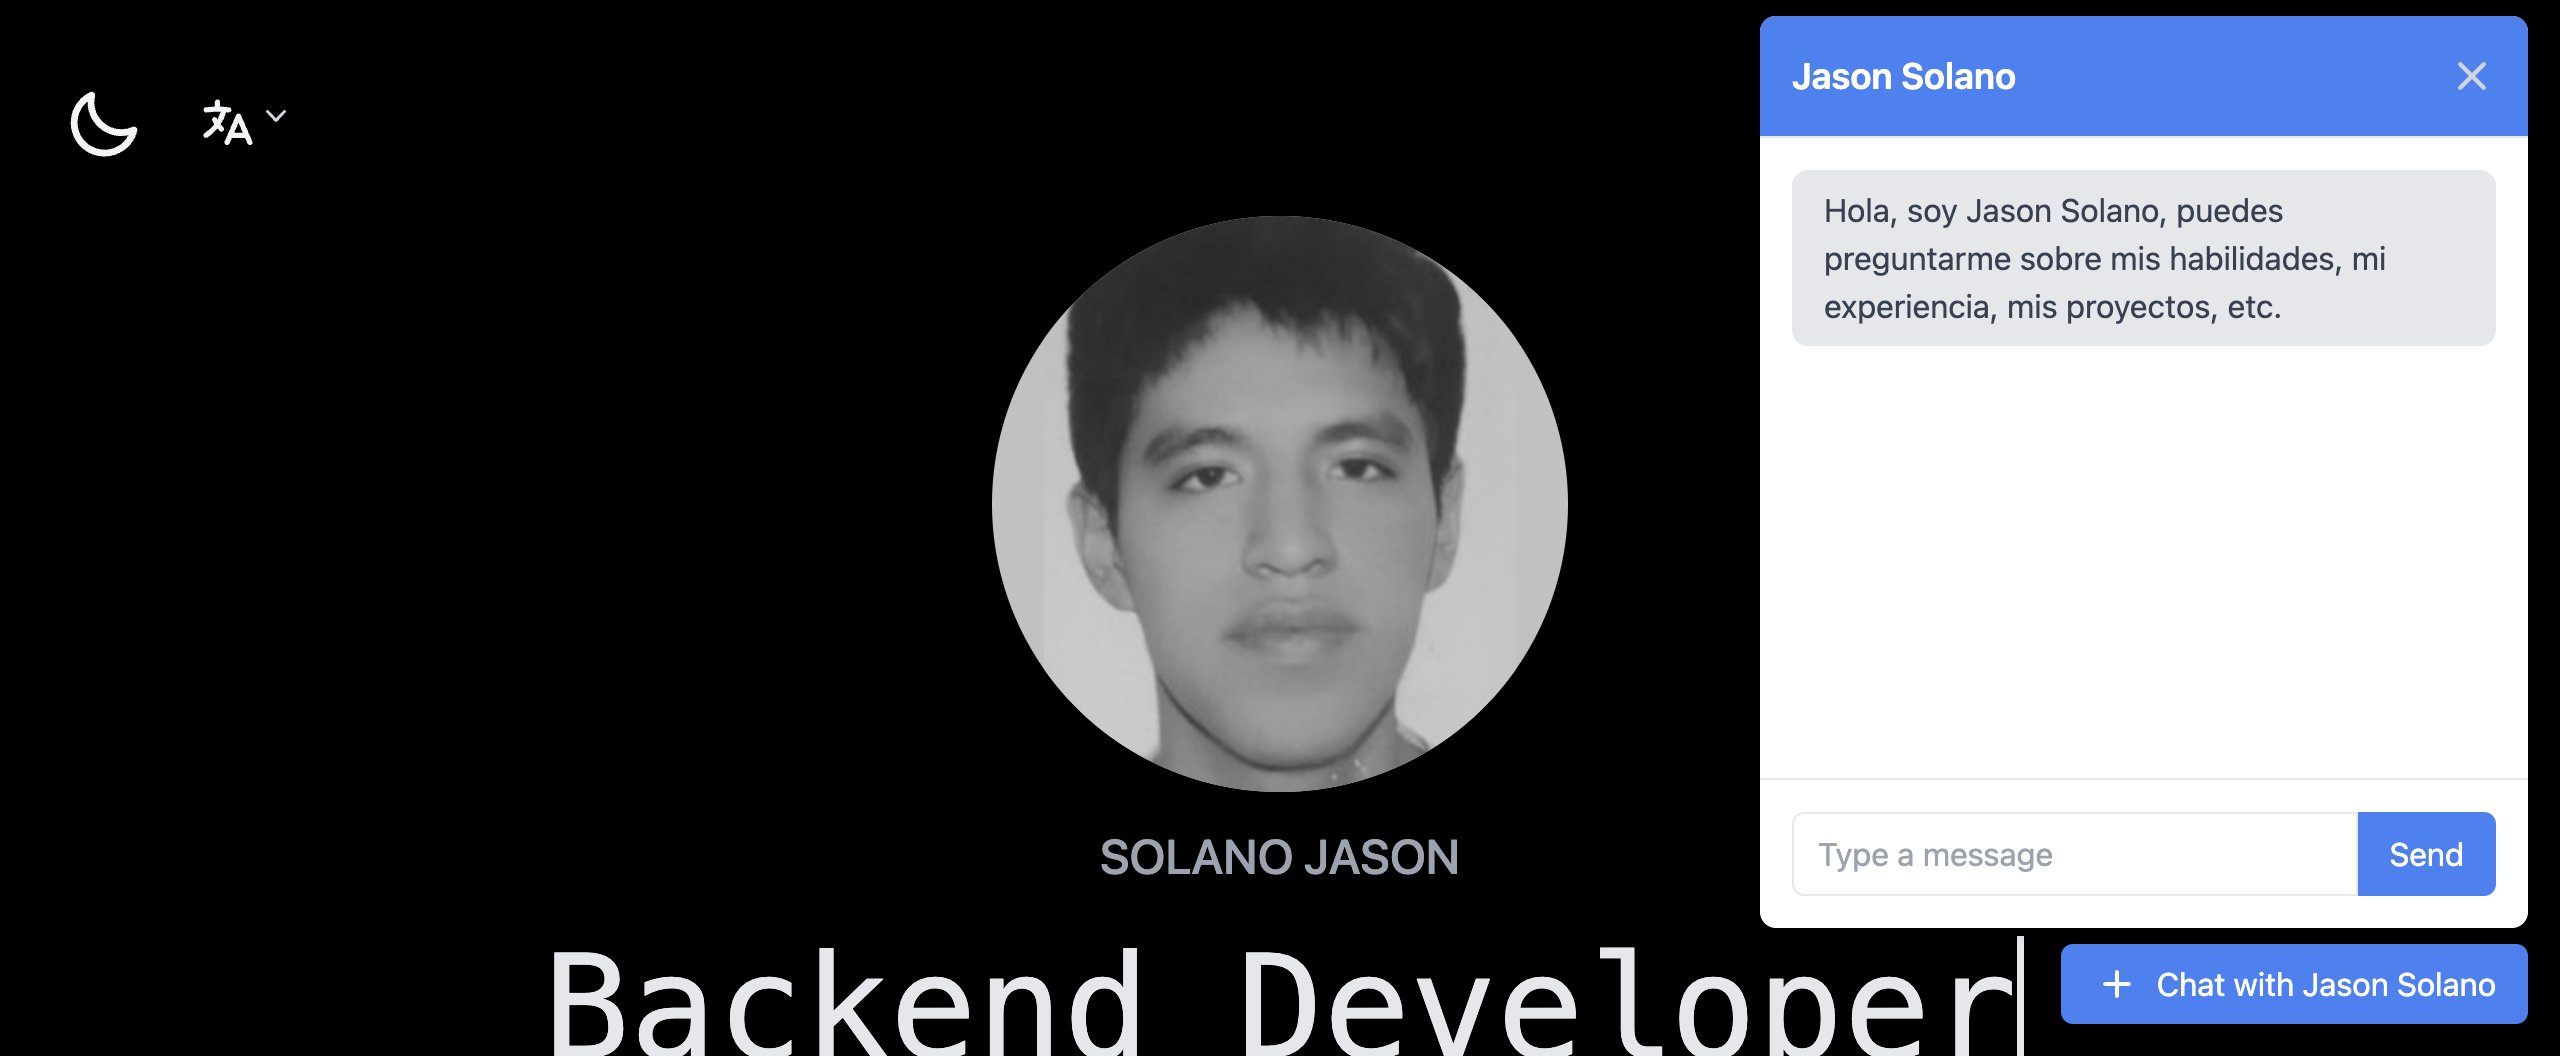 Jason Solano
Hola, soy Jason Solano, puedes
preguntarme sobre mis habilidades, mi
experiencia, mis proyectos, etc.
SOLANO JASON
Type a message
Send
Backend Developer
Chat with Jason Solano